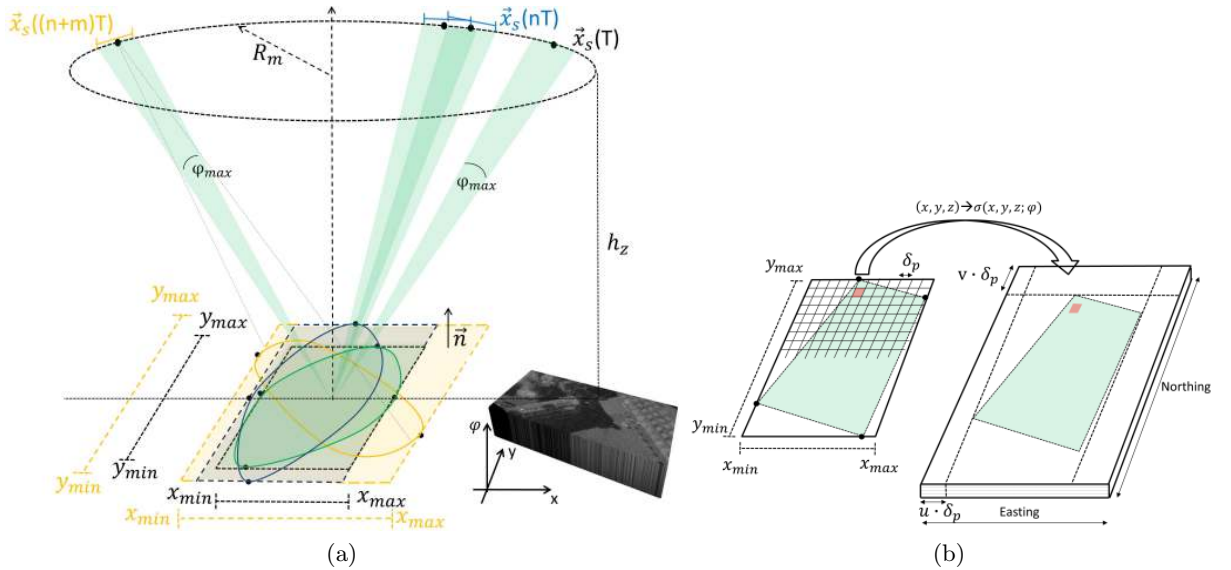 x⃗ₛ((n+m)T)
x⃗ₛ(nT)
x⃗ₛ(T)
Rₘ
φₘₐₓ
φₘₐₓ
h_z
yₘₐₓ
yₘₐₓ
n⃗
yₘᵢₙ
yₘᵢₙ
xₘᵢₙ
xₘₐₓ
xₘᵢₙ
xₘₐₓ
φ
y
x
(a)
(x, y, z)→σ(x, y, z; φ)
δₚ
yₘₐₓ
v · δₚ
Northing
yₘᵢₙ
xₘᵢₙ
xₘₐₓ
u · δₚ
Easting
(b)